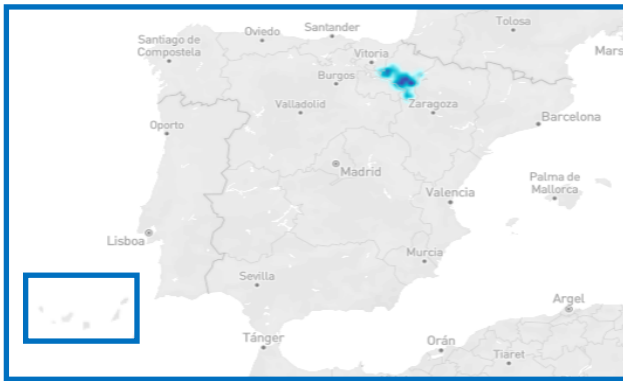 Tolosa
Santander
Oviedo
Santiago de
Compostela
Vitoria
Mars
Burgos
Valladolid
Zaragoza
Barcelona
Oporto
Madrid
Palma de
Mallorca
Valencia
Lisboa
Murcia
Sevilla
Argel
Tánger
Orán
Tiaret